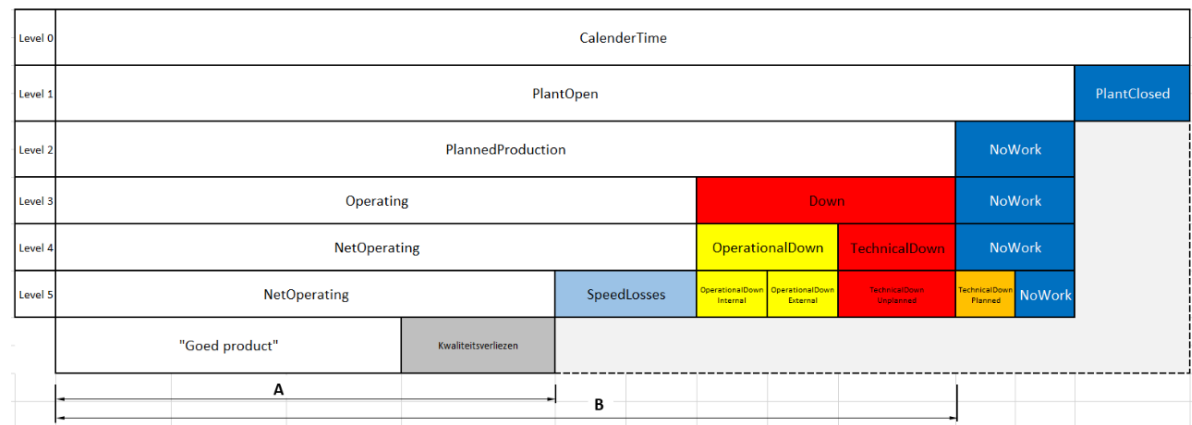 Level 0 CalenderTime
Level 1 PlantOpen PlantClosed
Level 2 PlannedProduction NoWork
Level 3 Operating Down NoWork
Level 4 NetOperating OperationalDown TechnicalDown NoWork
Level 5 NetOperating SpeedLosses OperationalDown Internal OperationalDown External TechnicalDown Unplanned TechnicalDown Planned NoWork
"Goed product" Kwaliteitsverliezen
A
B